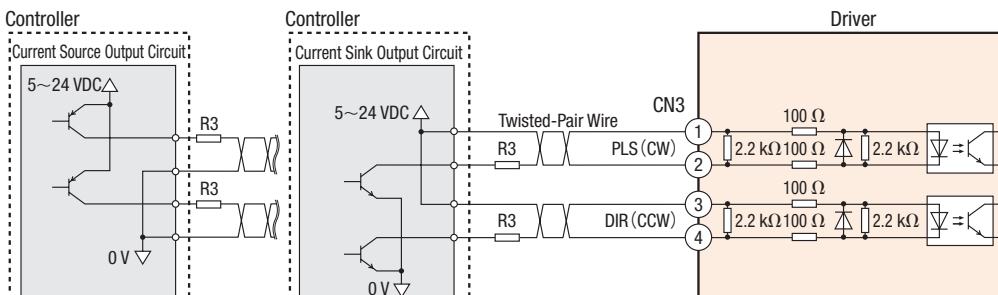 Controller
Current Source Output Circuit
5～24 VDC
R3
R3
0 V
Controller
Current Sink Output Circuit
5～24 VDC
Twisted-Pair Wire
R3
PLS (CW)
R3
DIR (CCW)
0 V
Driver
CN3
1
2
3
4
100 Ω
2.2 kΩ 100 Ω
2.2 kΩ
100 Ω
2.2 kΩ 100 Ω
2.2 kΩ